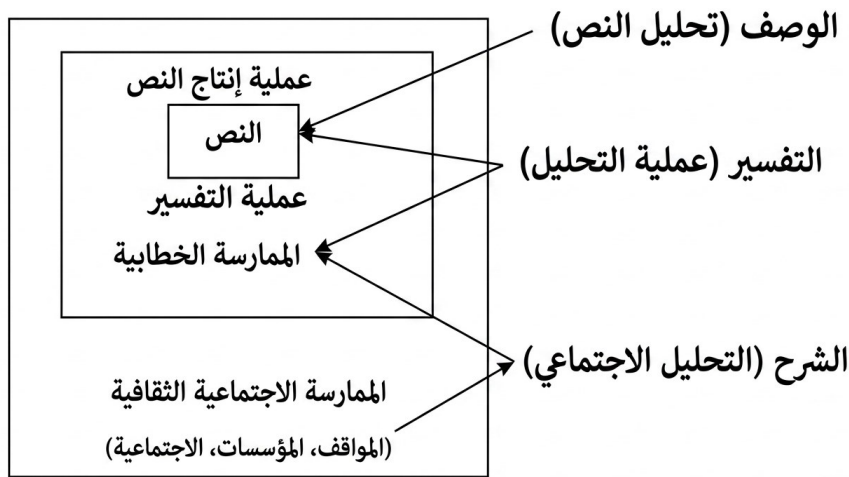 الوصف (تحليل النص)
عملية إنتاج النص
النص
التفسير (عملية التحليل)
عملية التفسير
الممارسة الخطابية
الشرح (التحليل الاجتماعي)
الممارسة الاجتماعية الثقافية
(المواقف، المؤسسات، الاجتماعية)